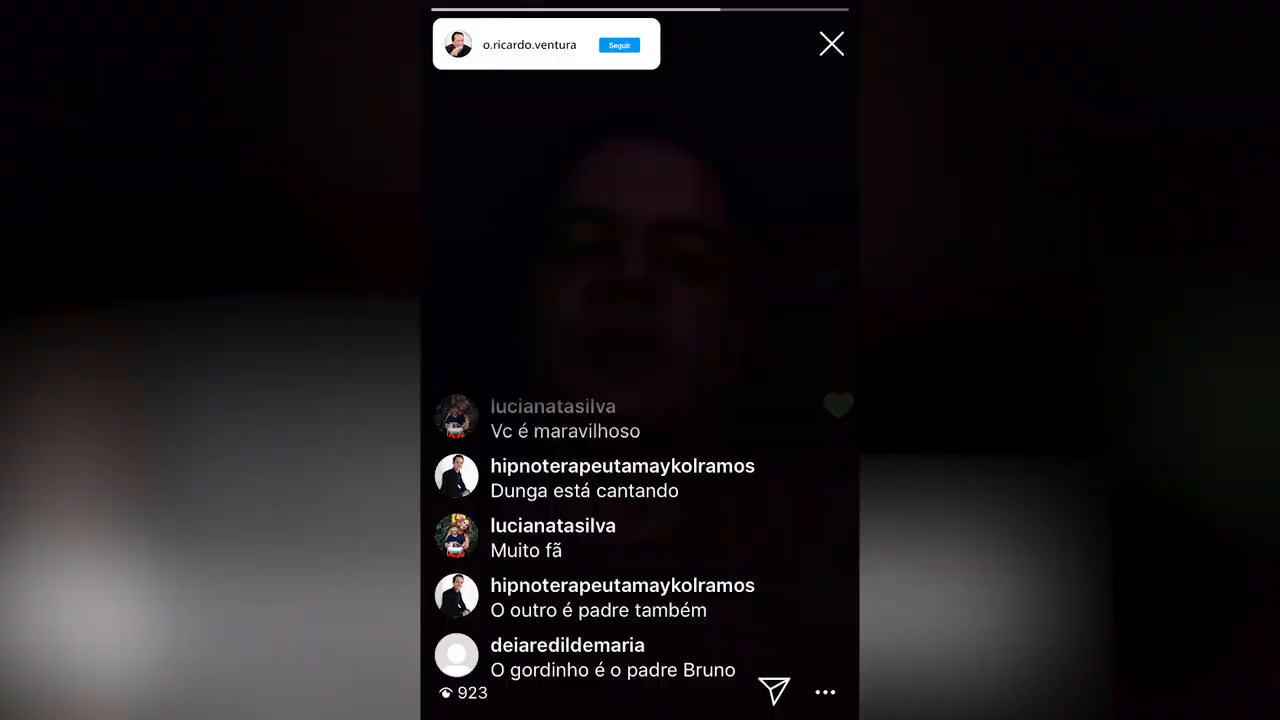 o.ricardo.ventura
Seguir
lucianatasilva
Vc é maravilhoso
hipnoterapeutamaykolramos
Dunga está cantando
lucianatasilva
Muito fã
hipnoterapeutamaykolramos
O outro é padre também
deiaredildemaria
O gordinho é o padre Bruno
923